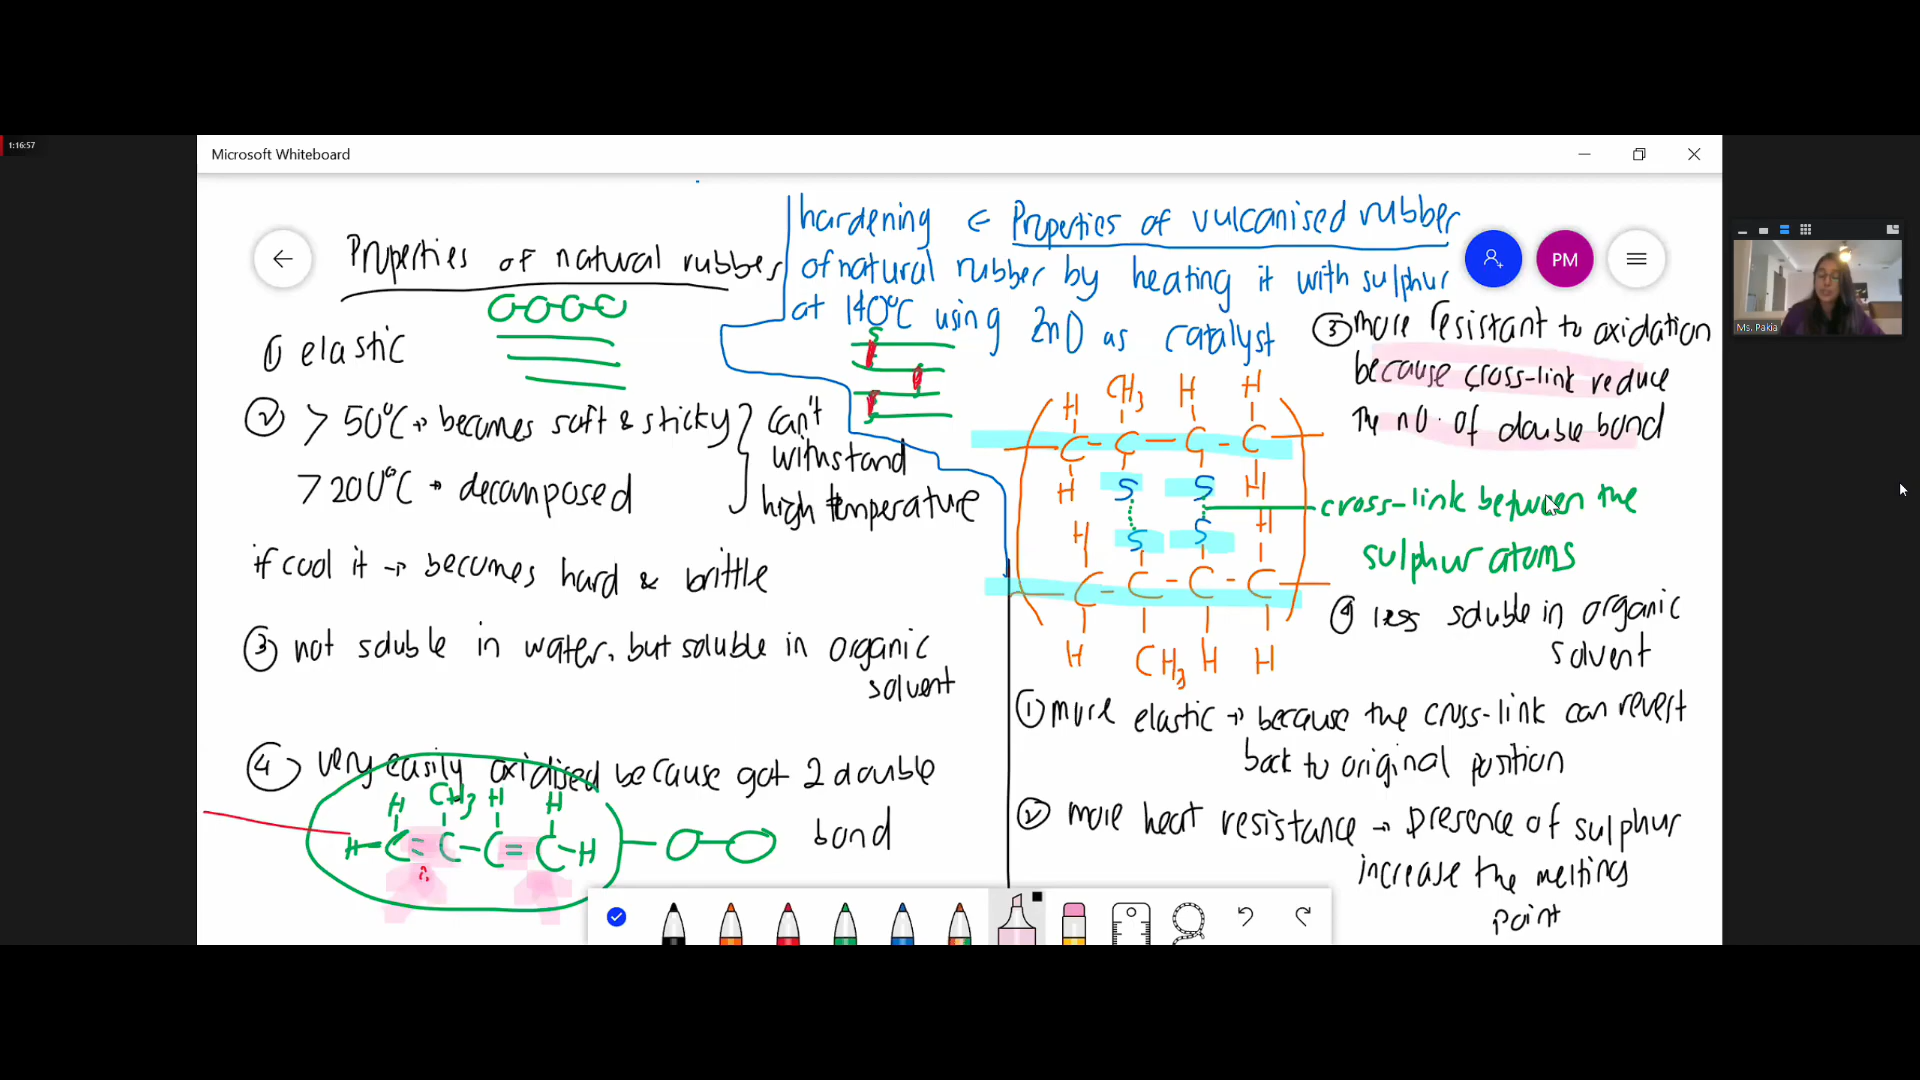 1:16:57
Microsoft Whiteboard
Properties of natural rubber
① elastic
② > 50°C → becomes soft & sticky
> 200°C → decomposed
can't
withstand
high temperature
if cool it → becomes hard & brittle
③ not soluble in water, but soluble in organic
solvent
④ very easily oxidised because got 2 double
bond
H CH3 H H
H-C=C-C=C-H
hardening ∈ Properties of vulcanised rubber
of natural rubber by heating it with sulphur
at 140°C using ZnO as catalyst
S
S
H CH3 H H
C-C-C-C
H S S H
H S S H
C-C-C-C
H CH3 H H
③ more resistant to oxidation
because cross-link reduce
the no. of double bond
cross-link between the
sulphur atoms
④ less soluble in organic
solvent
① more elastic → because the cross-link can revert
back to original position
② more heat resistance → presence of sulphur
increase the melting
point
PM
Ms. Pakia